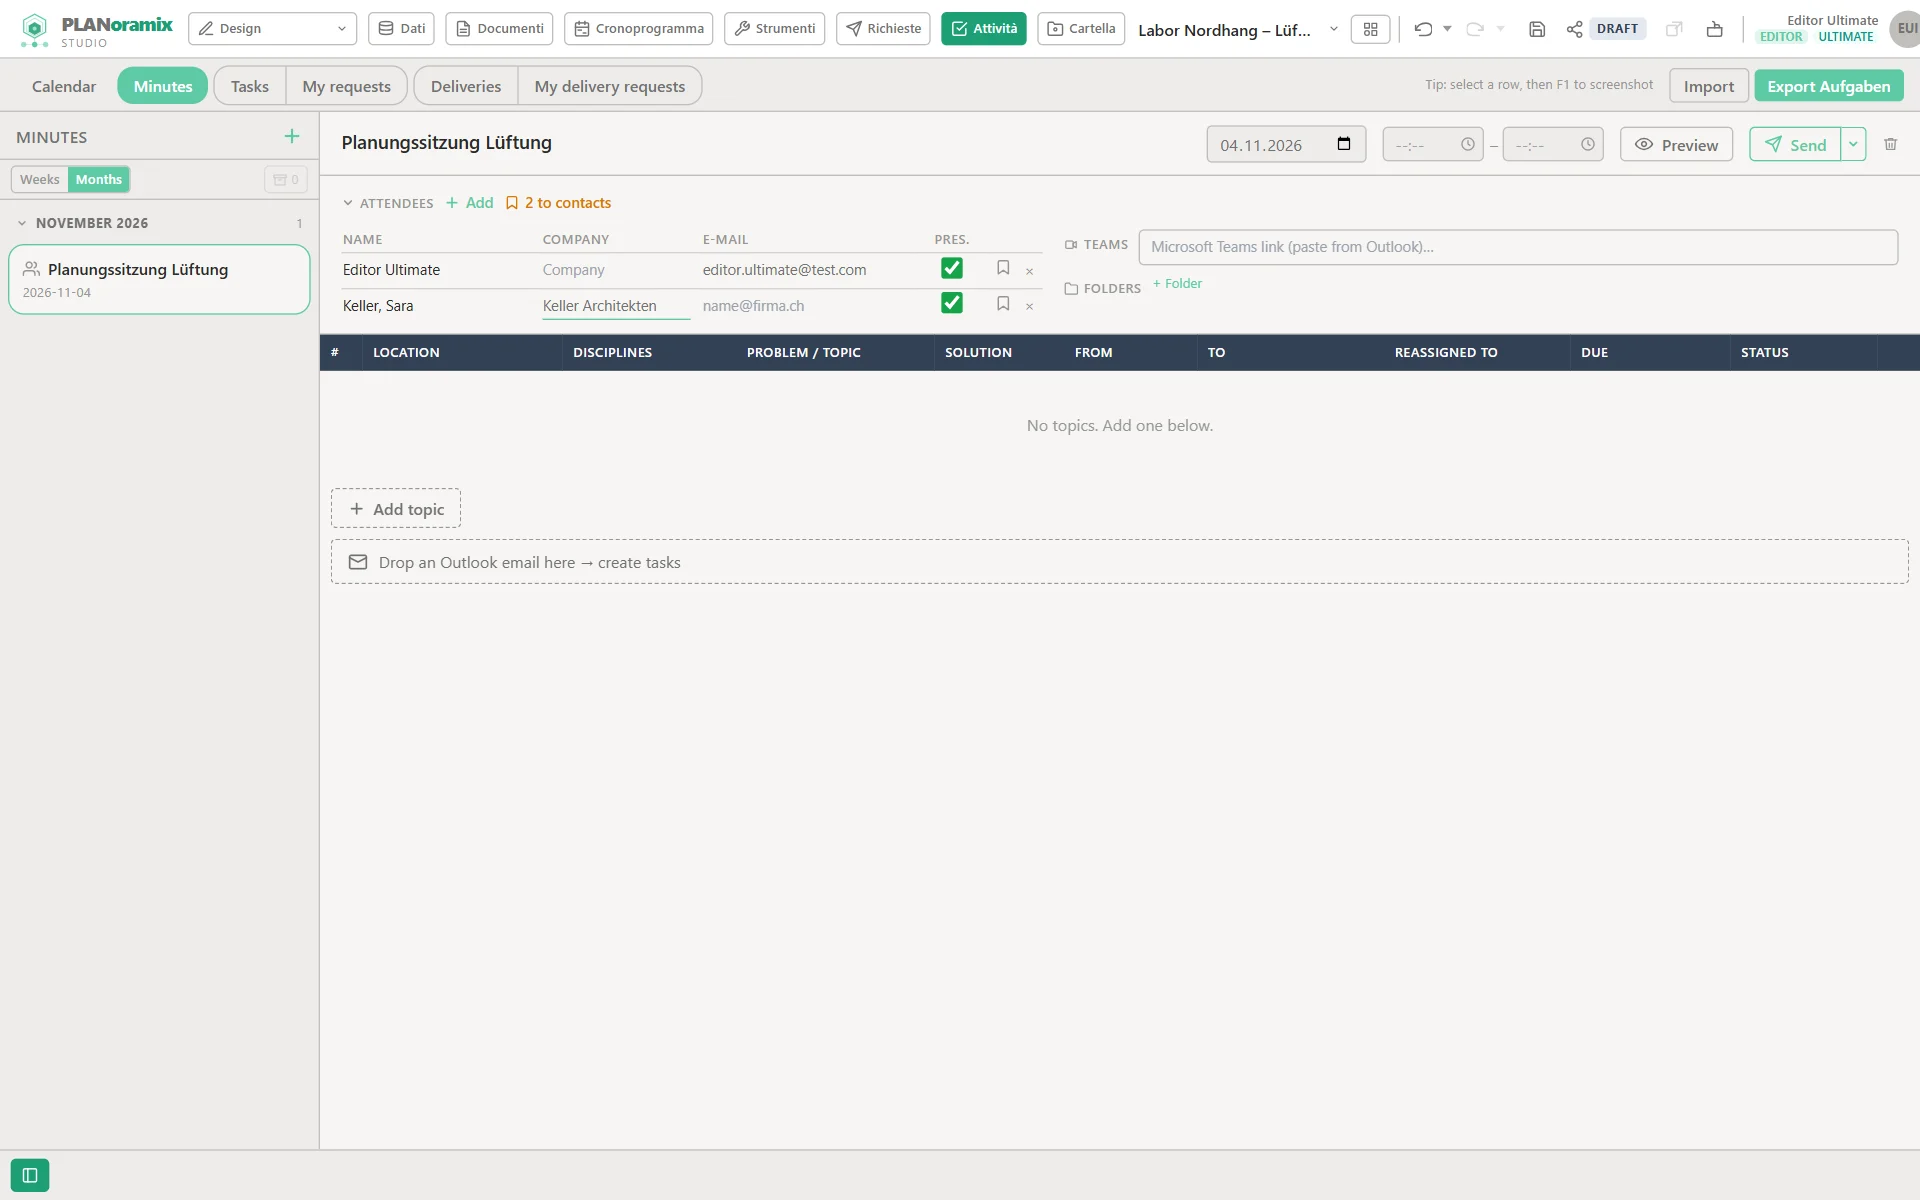 PLANoramix
STUDIO
Design
Dati
Documenti
Cronoprogramma
Strumenti
Richieste
Attività
Cartella
Labor Nordhang – Lüf...
DRAFT
Editor Ultimate
EDITOR ULTIMATE
EUI
Calendar
Minutes
Tasks
My requests
Deliveries
My delivery requests
Tip: select a row, then F1 to screenshot
Import
Export Aufgaben
MINUTES
Weeks
Months
0
NOVEMBER 2026 1
Planungssitzung Lüftung
2026-11-04
Planungssitzung Lüftung
04.11.2026
--:-- – --:--
Preview
Send
ATTENDEES + Add 2 to contacts
NAME COMPANY E-MAIL PRES.
Editor Ultimate Company editor.ultimate@test.com ×
Keller, Sara Keller Architekten name@firma.ch ×
TEAMS Microsoft Teams link (paste from Outlook)...
FOLDERS + Folder
# LOCATION DISCIPLINES PROBLEM / TOPIC SOLUTION FROM TO REASSIGNED TO DUE STATUS
No topics. Add one below.
+ Add topic
Drop an Outlook email here → create tasks